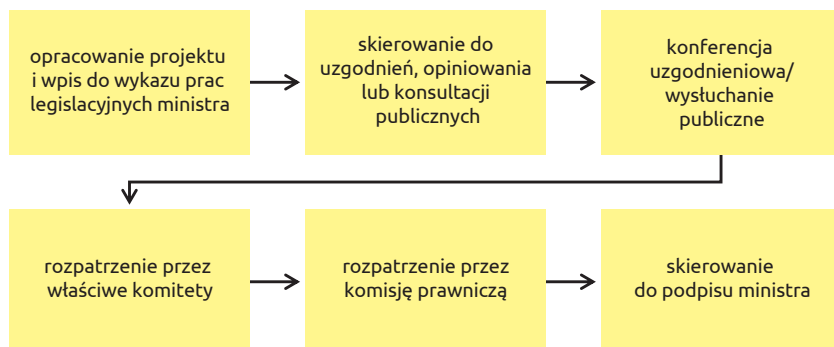 opracowanie projektu
i wpis do wykazu prac
legislacyjnych ministra
skierowanie do
uzgodnień, opiniowania
lub konsultacji
publicznych
konferencja
uzgodnieniowa/
wysłuchanie
publiczne
rozpatrzenie przez
właściwe komitety
rozpatrzenie przez
komisję prawniczą
skierowanie
do podpisu ministra